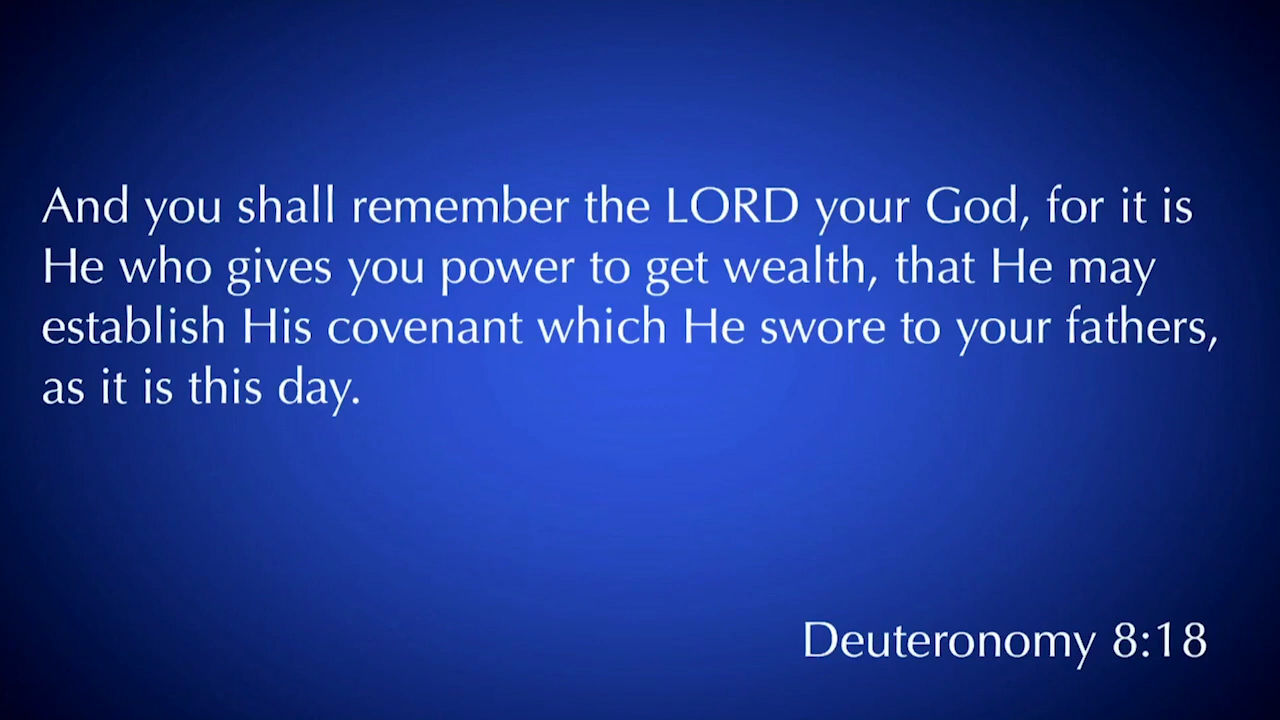 And you shall remember the LORD your God, for it is
He who gives you power to get wealth, that He may
establish His covenant which He swore to your fathers,
as it is this day.
Deuteronomy 8:18